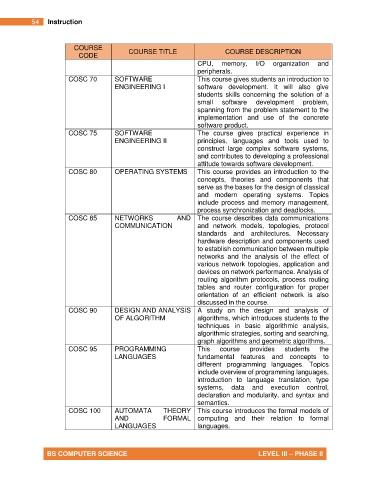 54 Instruction
COURSE CODE COURSE TITLE COURSE DESCRIPTION
CPU, memory, I/O organization and
peripherals.
COSC 70 SOFTWARE This course gives students an introduction to
ENGINEERING I software development. It will also give
students skills concerning the solution of a
small software development problem,
spanning from the problem statement to the
implementation and use of the concrete
software product.
COSC 75 SOFTWARE The course gives practical experience in
ENGINEERING II principles, languages and tools used to
construct large complex software systems,
and contributes to developing a professional
attitude towards software development.
COSC 80 OPERATING SYSTEMS This course provides an introduction to the
concepts, theories and components that
serve as the bases for the design of classical
and modern operating systems. Topics
include process and memory management,
process synchronization and deadlocks.
COSC 85 NETWORKS AND The course describes data communications
COMMUNICATION and network models, topologies, protocol
standards and architectures. Necessary
hardware description and components used
to establish communication between multiple
networks and the analysis of the effect of
various network topologies, application and
devices on network performance. Analysis of
routing algorithm protocols, process routing
tables and router configuration for proper
orientation of an efficient network is also
discussed in the course.
COSC 90 DESIGN AND ANALYSIS A study on the design and analysis of
OF ALGORITHM algorithms, which introduces students to the
techniques in basic algorithmic analysis,
algorithmic strategies, sorting and searching,
graph algorithms and geometric algorithms.
COSC 95 PROGRAMMING This course provides students the
LANGUAGES fundamental features and concepts to
different programming languages. Topics
include overview of programming languages,
introduction to language translation, type
systems, data and execution control,
declaration and modularity, and syntax and
semantics.
COSC 100 AUTOMATA THEORY This course introduces the formal models of
AND FORMAL computing and their relation to formal
LANGUAGES languages.
BS COMPUTER SCIENCE LEVEL III – PHASE II